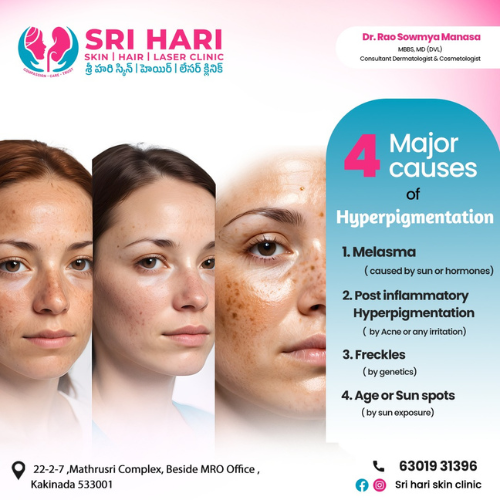 SRI HARI
SKIN | HAIR | LASER CLINIC
శ్రీ హరి స్కిన్ | హెయిర్ | లేసర్ క్లినిక్
Dr. Rao Sowmya Manasa
MBBS, MD (DVL)
Consultant Dermatologist & Cosmetologist
4 Major
causes
of
Hyperpigmentation
1. Melasma
( caused by sun or hormones)
2. Post inflammatory
Hyperpigmentation
( by Acne or any irritation)
3. Freckles
( by genetics)
4. Age or Sun spots
( by sun exposure)
22-2-7 ,Mathrusri Complex, Beside MRO Office ,
Kakinada 533001
63019 31396
Sri hari skin clinic